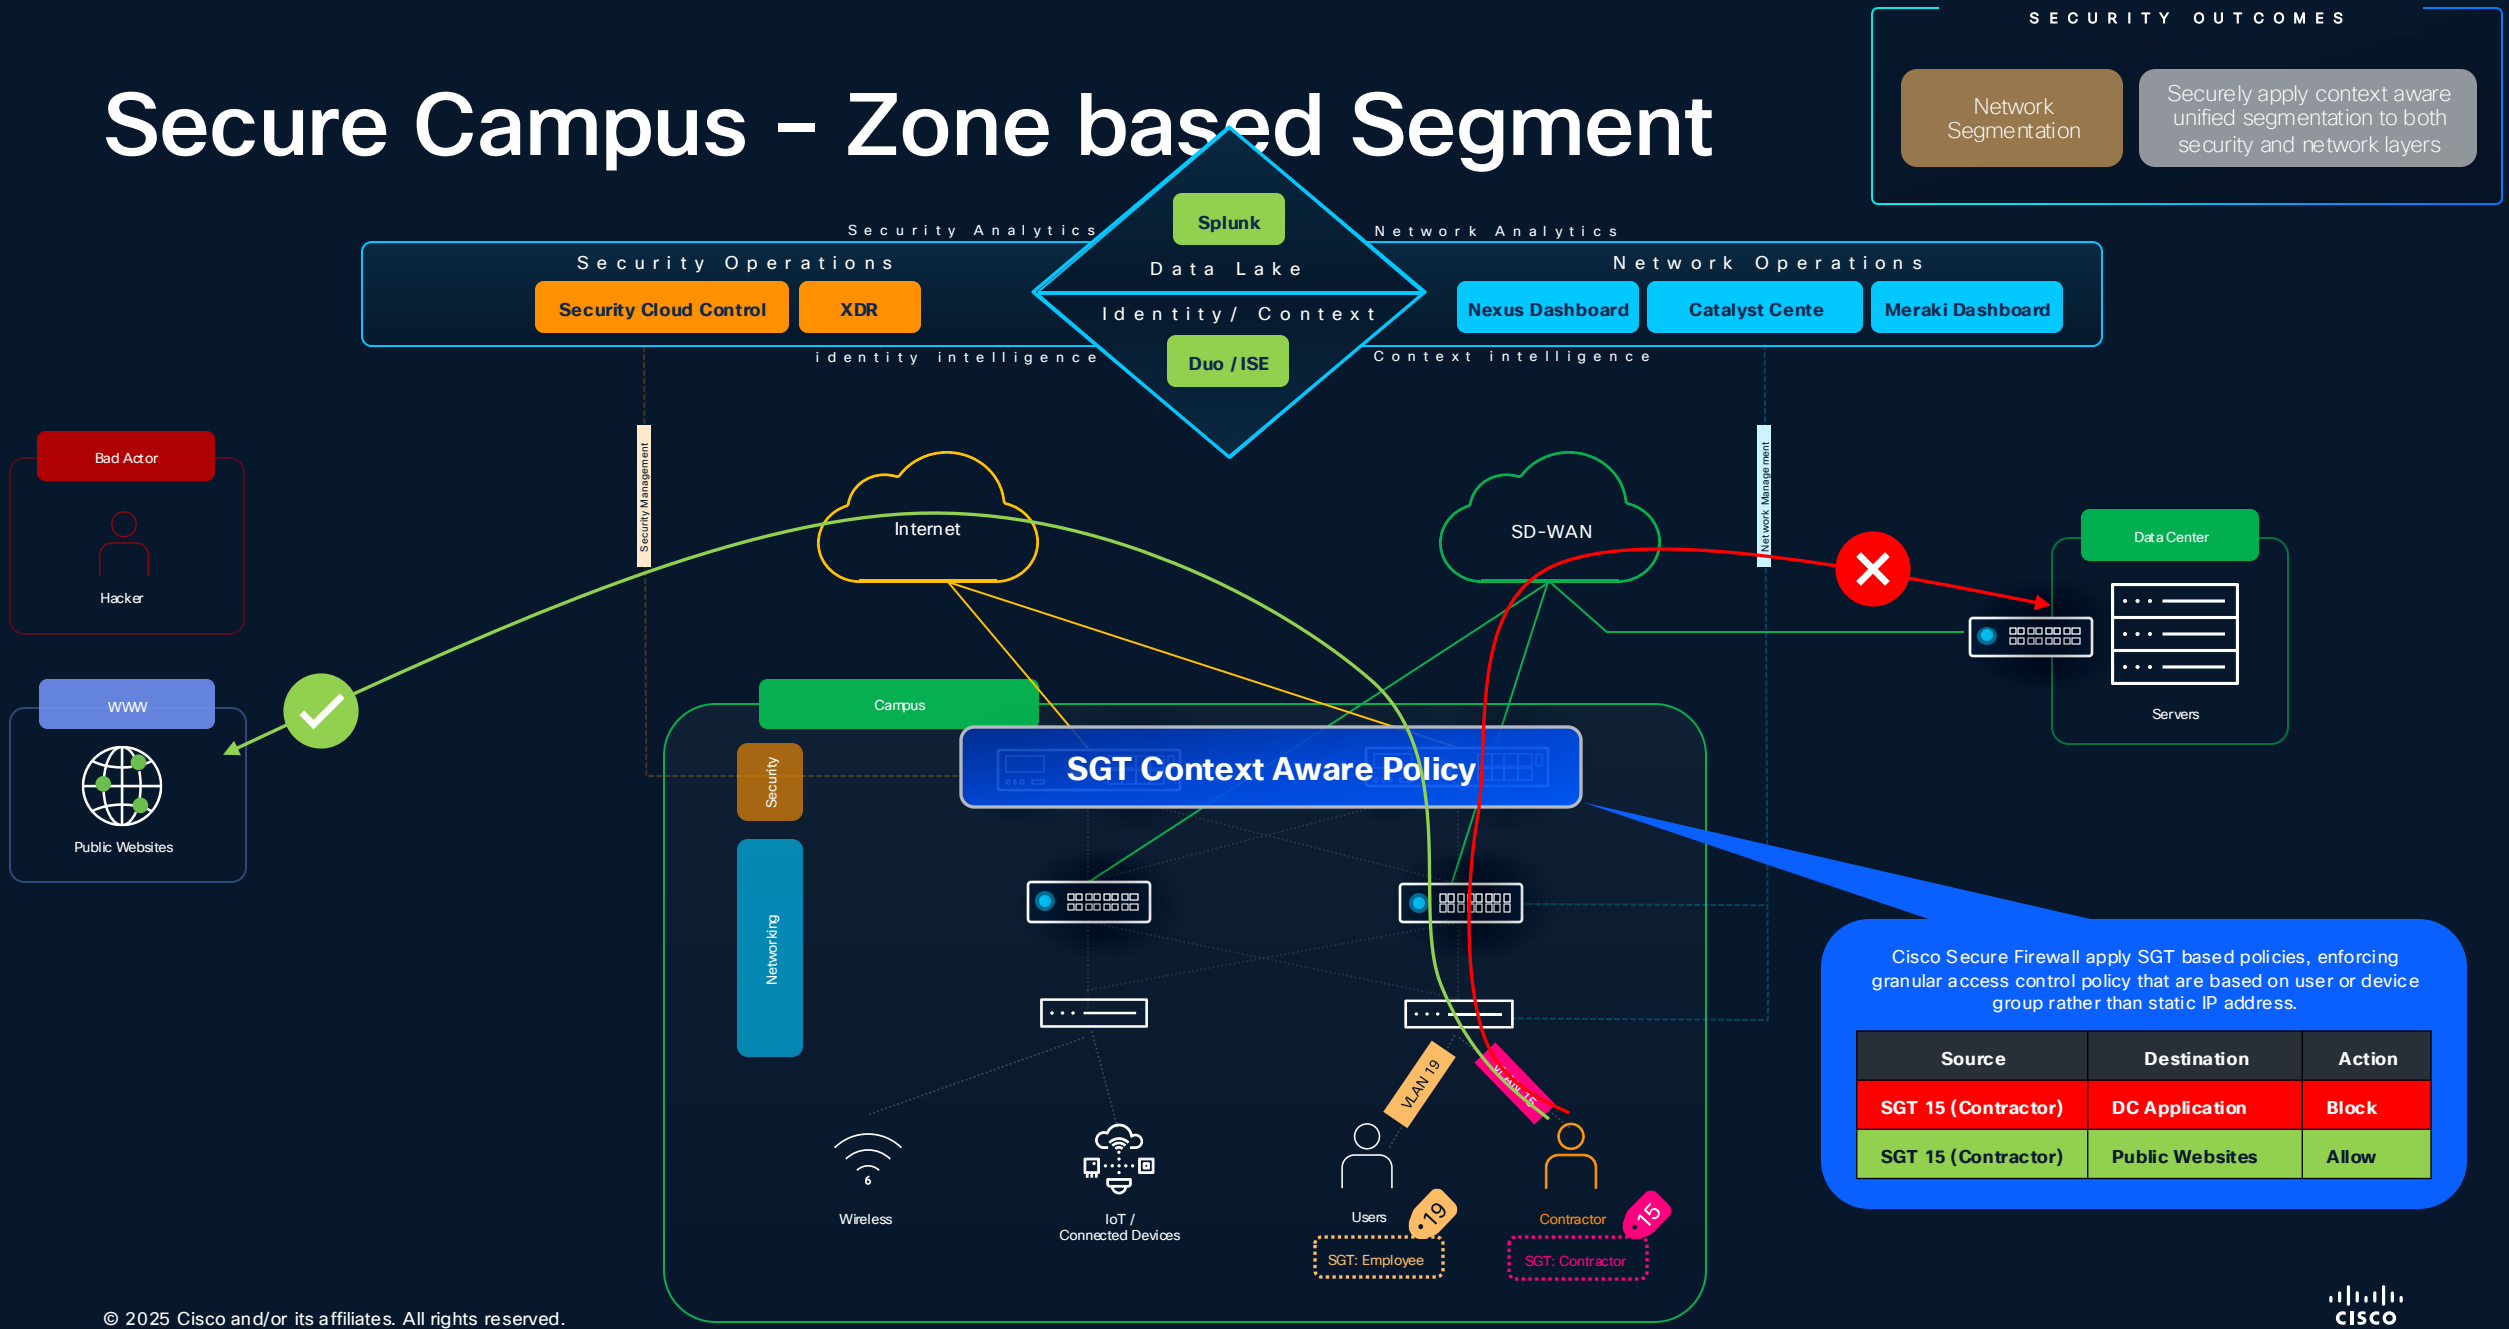 SECURITY OUTCOMES
Network
Segmentation
Securely apply context aware
unified segmentation to both
security and network layers
Secure Campus – Zone based Segment
Splunk
Security Analytics
Network Analytics
Security Operations
Data Lake
Network Operations
Security Cloud Control
XDR
Identity/ Context
Nexus Dashboard
Catalyst Cente
Meraki Dashboard
identity intelligence
Duo / ISE
Context intelligence
Bad Actor
Hacker
Security Management
Internet
SD-WAN
Network Management
Data Center
Servers
WWW
Public Websites
Campus
Security
SGT Context Aware Policy
Networking
Cisco Secure Firewall apply SGT based policies, enforcing
granular access control policy that are based on user or device
group rather than static IP address.
Source Destination Action
SGT 15 (Contractor) DC Application Block
SGT 15 (Contractor) Public Websites Allow
VLAN 19
VLAN 15
6
Wireless
IoT /
Connected Devices
Users
19
SGT: Employee
Contractor
15
SGT: Contractor
© 2025 Cisco and/or its affiliates. All rights reserved.
CISCO